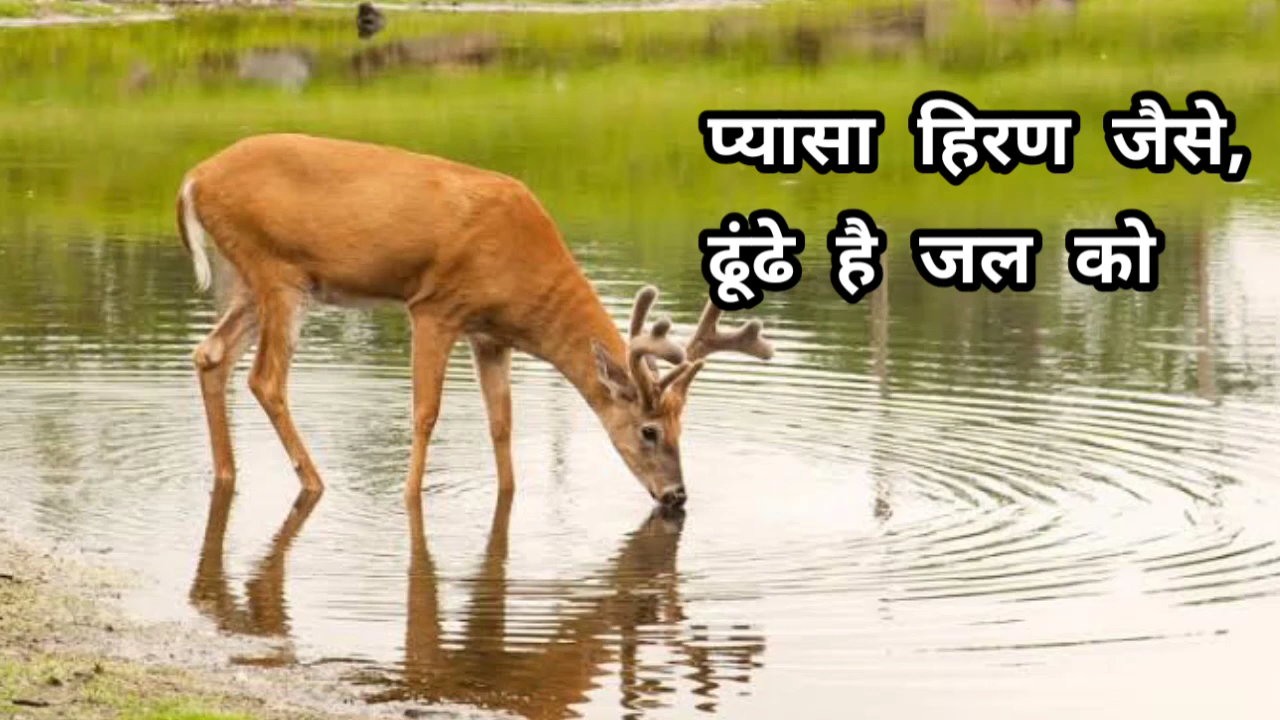 प्यासा हिरण जैसे,
ढूंढे है जल को